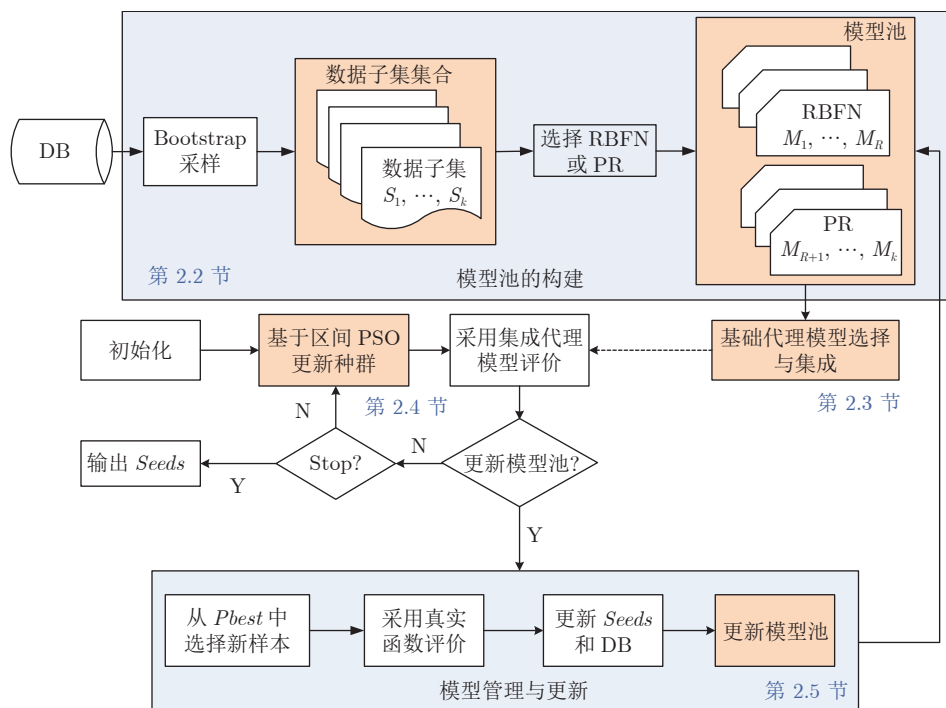 DB
Bootstrap
采样
数据子集集合
数据子集
S₁, ⋯, Sₖ
选择 RBFN
或 PR
模型池
RBFN
M₁, ⋯, M_R
PR
M_{R+1}, ⋯, Mₖ
第 2.2 节
模型池的构建
初始化
基于区间 PSO
更新种群
采用集成代理
模型评价
基础代理模型选择
与集成
第 2.4 节
第 2.3 节
N
输出 Seeds
Y
Stop?
N
更新模型池?
Y
从 Pbest 中
选择新样本
采用真实
函数评价
更新 Seeds
和 DB
更新模型池
模型管理与更新
第 2.5 节